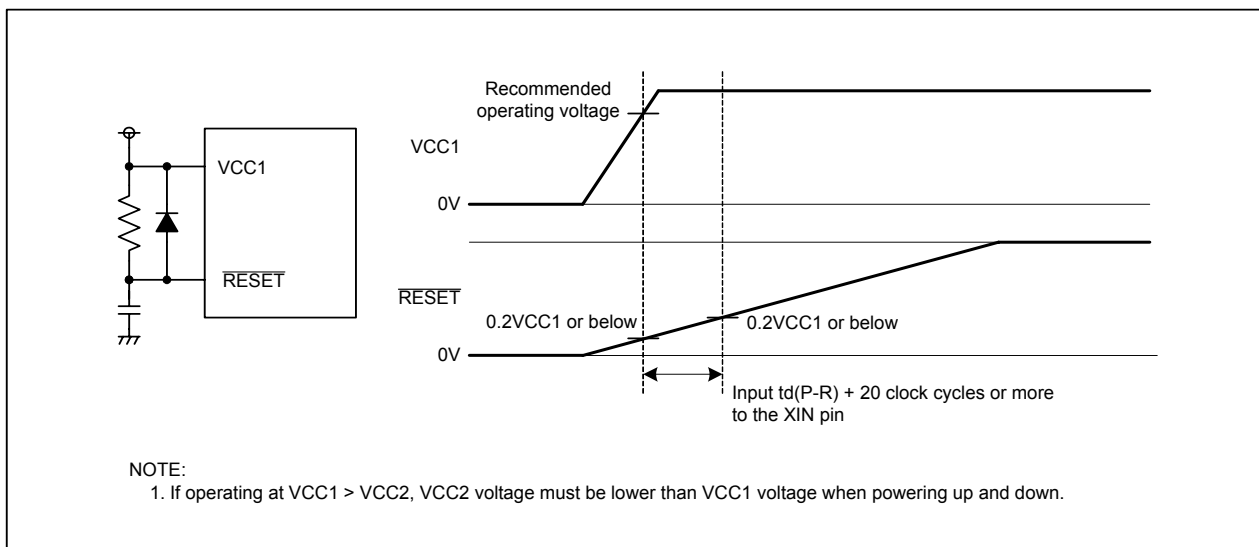 VCC1
RESET
Recommended
operating voltage
VCC1
0V
RESET
0.2VCC1 or below
0.2VCC1 or below
0V
Input td(P-R) + 20 clock cycles or more
to the XIN pin
NOTE:
1. If operating at VCC1 > VCC2, VCC2 voltage must be lower than VCC1 voltage when powering up and down.